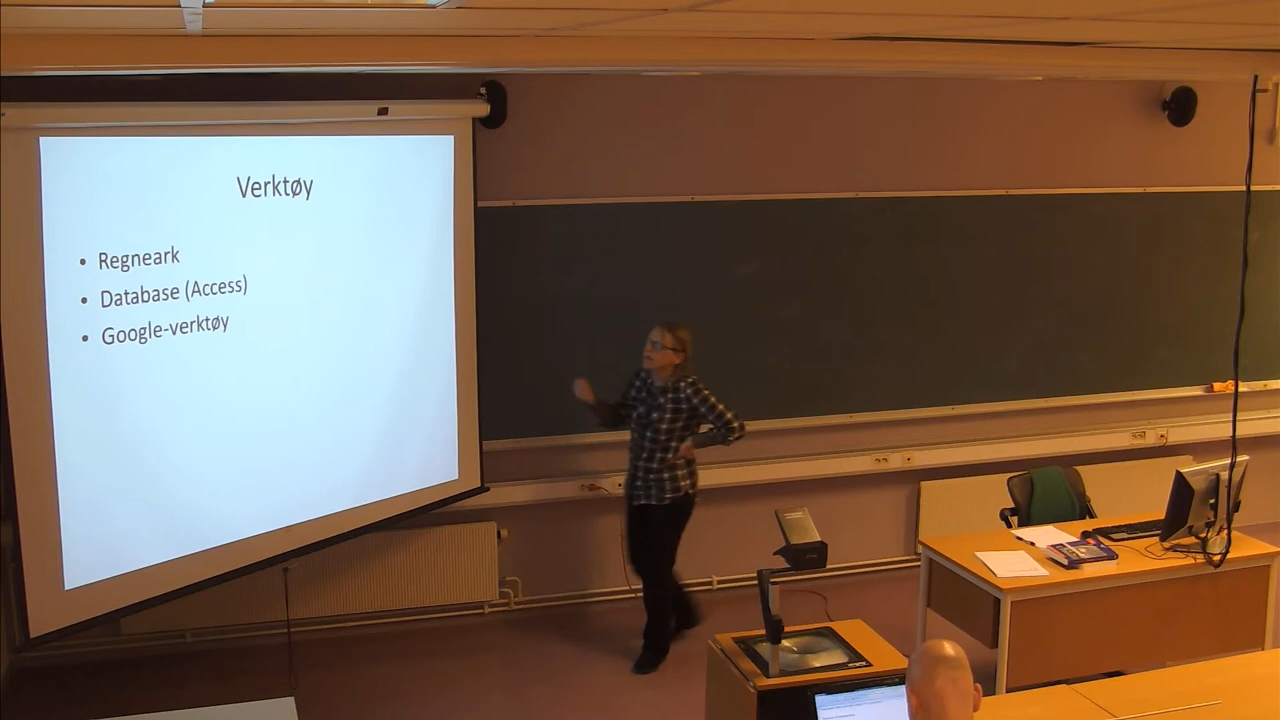 Verktøy
• Regneark
• Database (Access)
• Google-verktøy